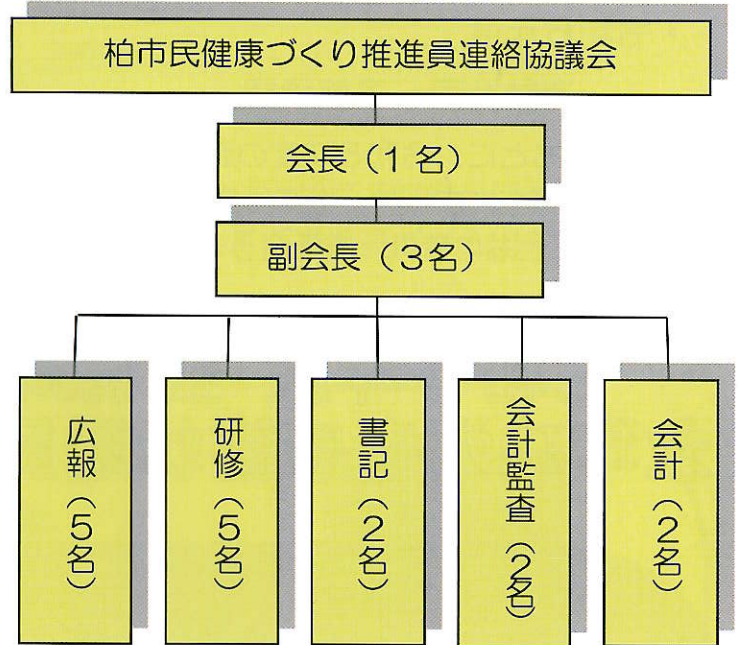 柏市民健康づくり推進員連絡協議会
会長（１名）
副会長（３名）
広報（５名）
研修（５名）
書記（２名）
会計監査（２名）
会計（２名）